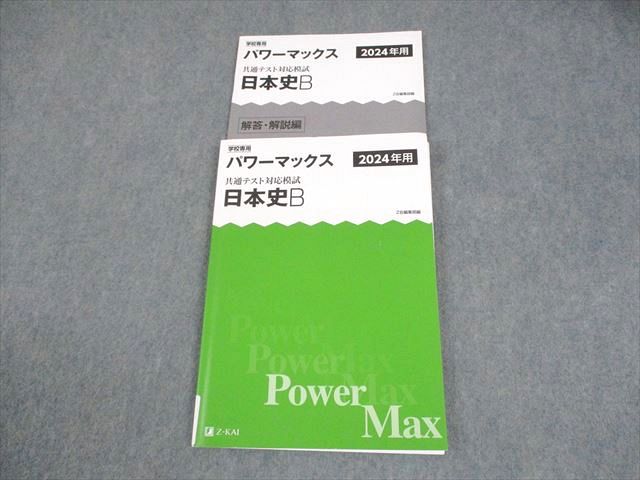 学校専用
パワーマックス
2024年用
共通テスト対応模試
日本史B
Z会編集部編
解答・解説編
学校専用
パワーマックス
2024年用
共通テスト対応模試
日本史B
Z会編集部編
Power
PowerMax
Power Max
Z-KAI